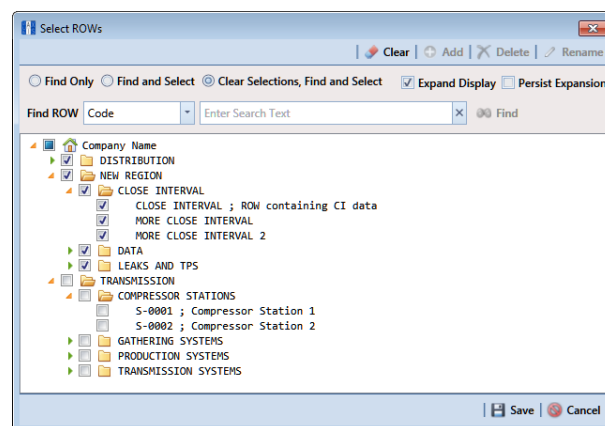 Select ROWs
Clear Add Delete Rename
Find Only Find and Select Clear Selections, Find and Select Expand Display Persist Expansion
Find ROW Code Enter Search Text Find
Company Name
DISTRIBUTION
NEW REGION
CLOSE INTERVAL
CLOSE INTERVAL ; ROW containing CI data
MORE CLOSE INTERVAL
MORE CLOSE INTERVAL 2
DATA
LEAKS AND TPS
TRANSMISSION
COMPRESSOR STATIONS
S-0001 ; Compressor Station 1
S-0002 ; Compressor Station 2
GATHERING SYSTEMS
PRODUCTION SYSTEMS
TRANSMISSION SYSTEMS
Save Cancel